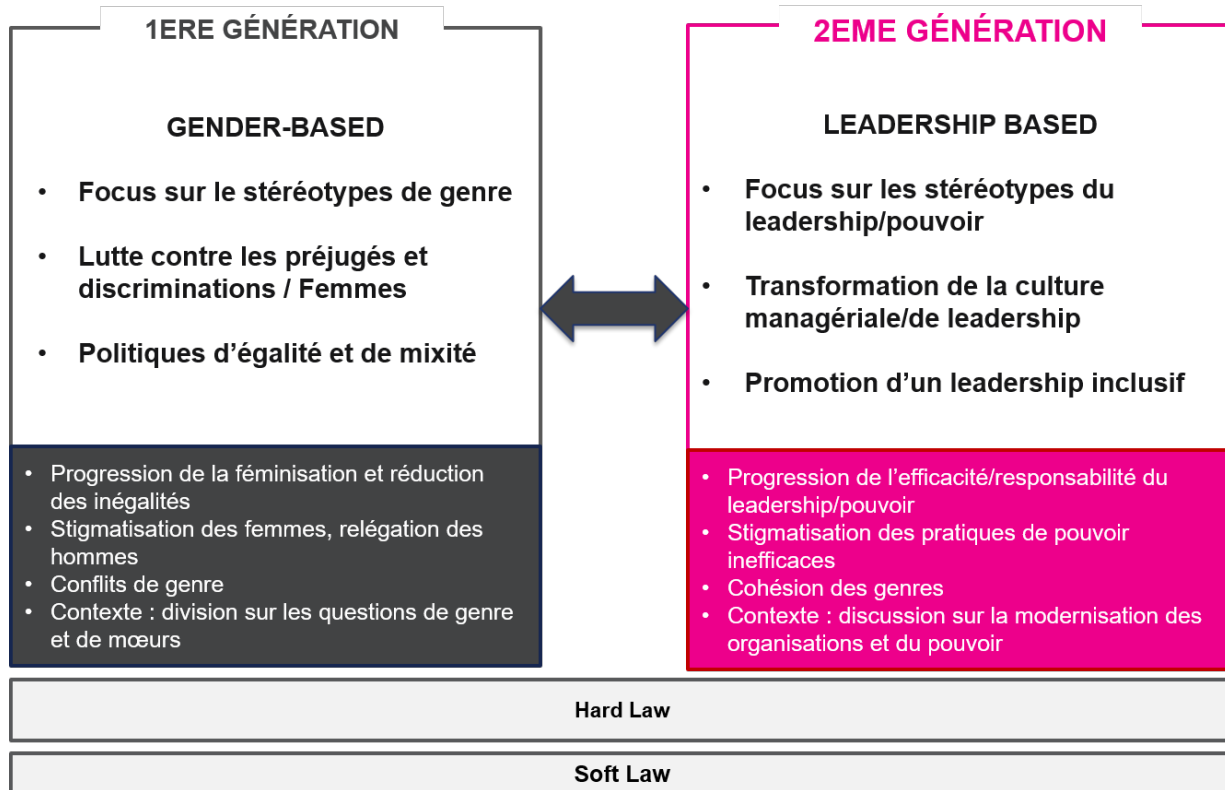 1ERE GÉNÉRATION
GENDER-BASED
• Focus sur le stéréotypes de genre
• Lutte contre les préjugés et
discriminations / Femmes
• Politiques d’égalité et de mixité
• Progression de la féminisation et réduction
des inégalités
• Stigmatisation des femmes, relégation des
hommes
• Conflits de genre
• Contexte : division sur les questions de genre
et de mœurs
2EME GÉNÉRATION
LEADERSHIP BASED
• Focus sur les stéréotypes du
leadership/pouvoir
• Transformation de la culture
managériale/de leadership
• Promotion d’un leadership inclusif
• Progression de l’efficacité/responsabilité du
leadership/pouvoir
• Stigmatisation des pratiques de pouvoir
inefficaces
• Cohésion des genres
• Contexte : discussion sur la modernisation des
organisations et du pouvoir
Hard Law
Soft Law